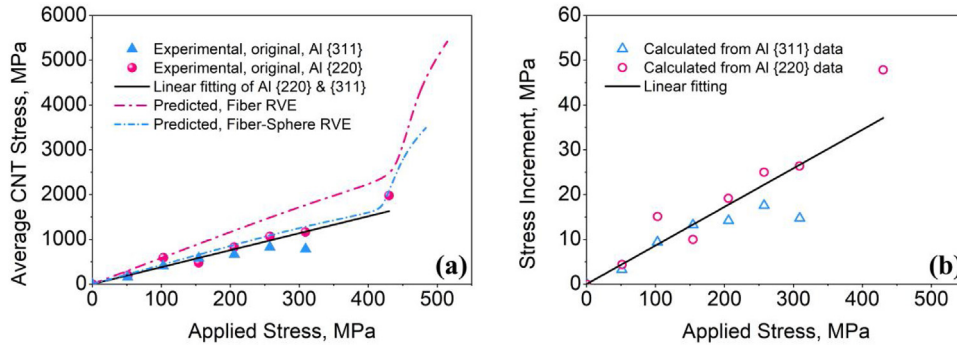 6000
5000
4000
3000
2000
1000
0
Average CNT Stress, MPa
Experimental, original, Al {311}
Experimental, original, Al {220}
Linear fitting of Al {220} & {311}
Predicted, Fiber RVE
Predicted, Fiber-Sphere RVE
(a)
0 100 200 300 400 500
Applied Stress, MPa
60
50
40
30
20
10
0
Stress Increment, MPa
Calculated from Al {311} data
Calculated from Al {220} data
Linear fitting
(b)
0 100 200 300 400 500
Applied Stress, MPa